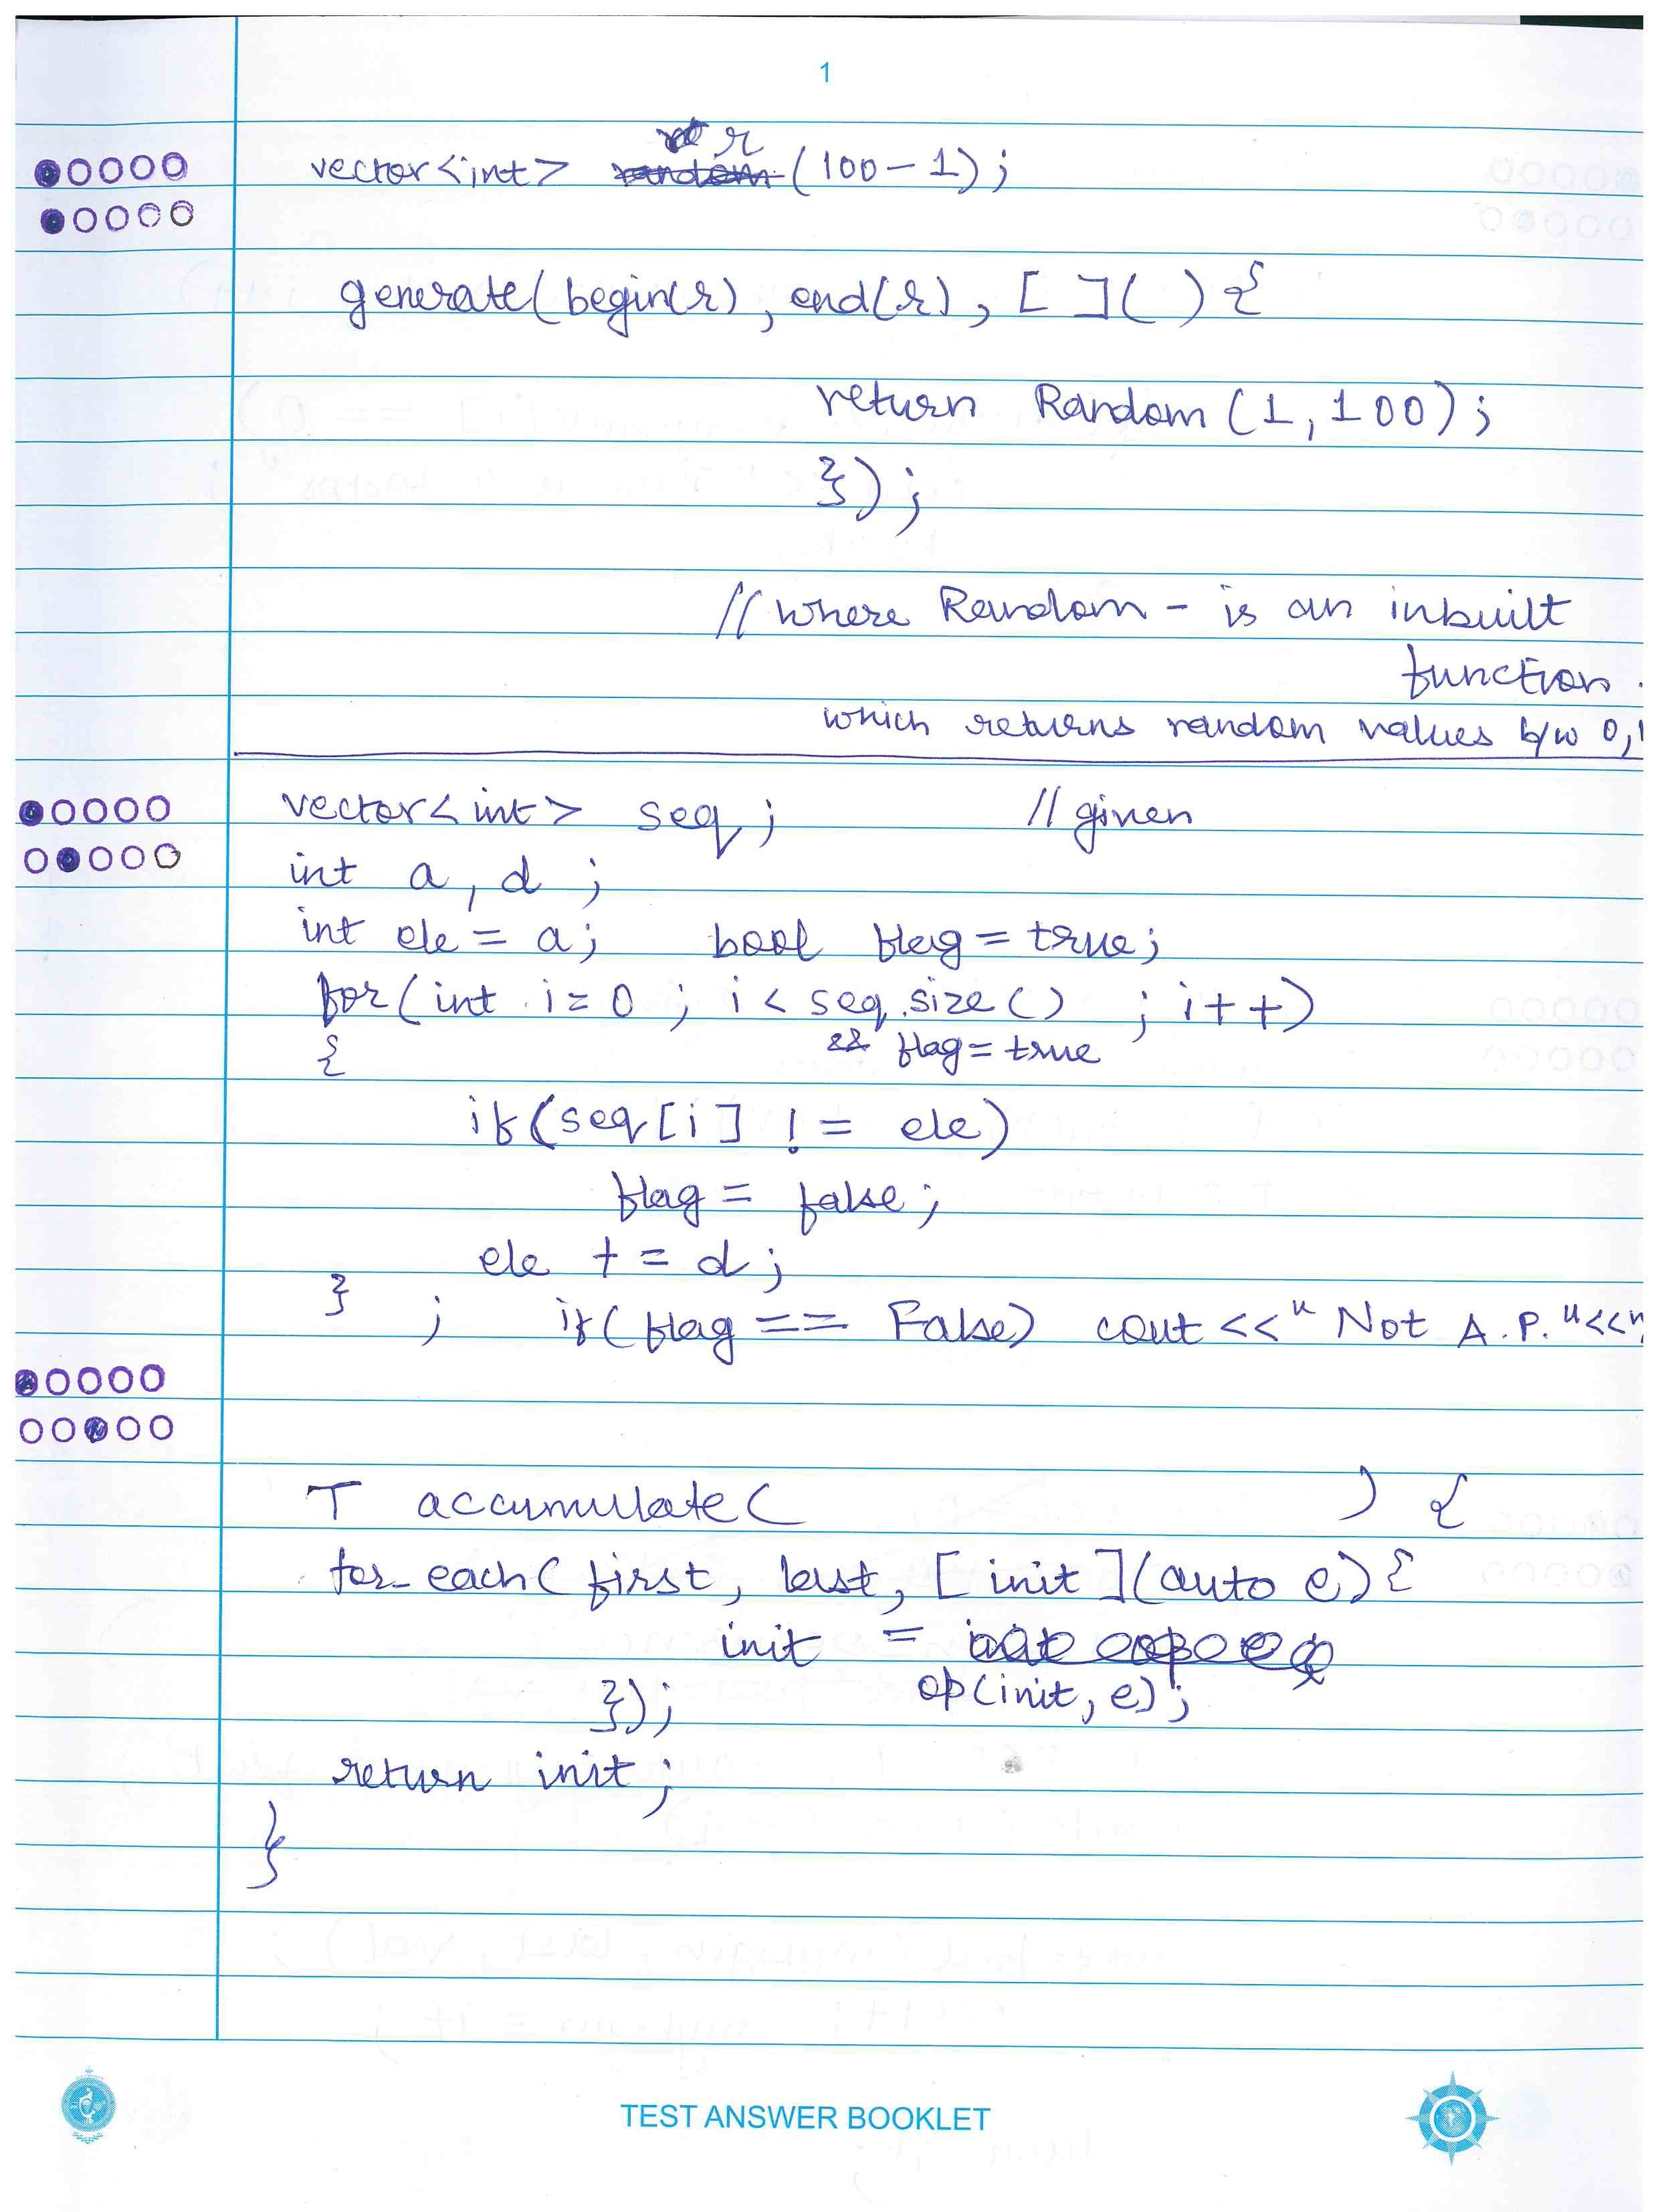 1
vector<int> r (100-1);
generate(begin(r), end(r), [ ]( ) {
return Random (1, 100);
});
// where Random - is an inbuilt
function.
which returns random values b/w 0,1
vector<int> seq; // given
int a, d ;
int ele = a; bool flag = true;
for(int i = 0 ; i < seq.size() ; i++)
{ && flag = true
if(seq[i] != ele)
flag = false;
ele += d;
} ; if(flag == False) cout <<" Not A.P."<<
T accumulate( ) {
for_each(first, last, [init](auto e){
init =
op(init, e);
});
return init;
}
TEST ANSWER BOOKLET